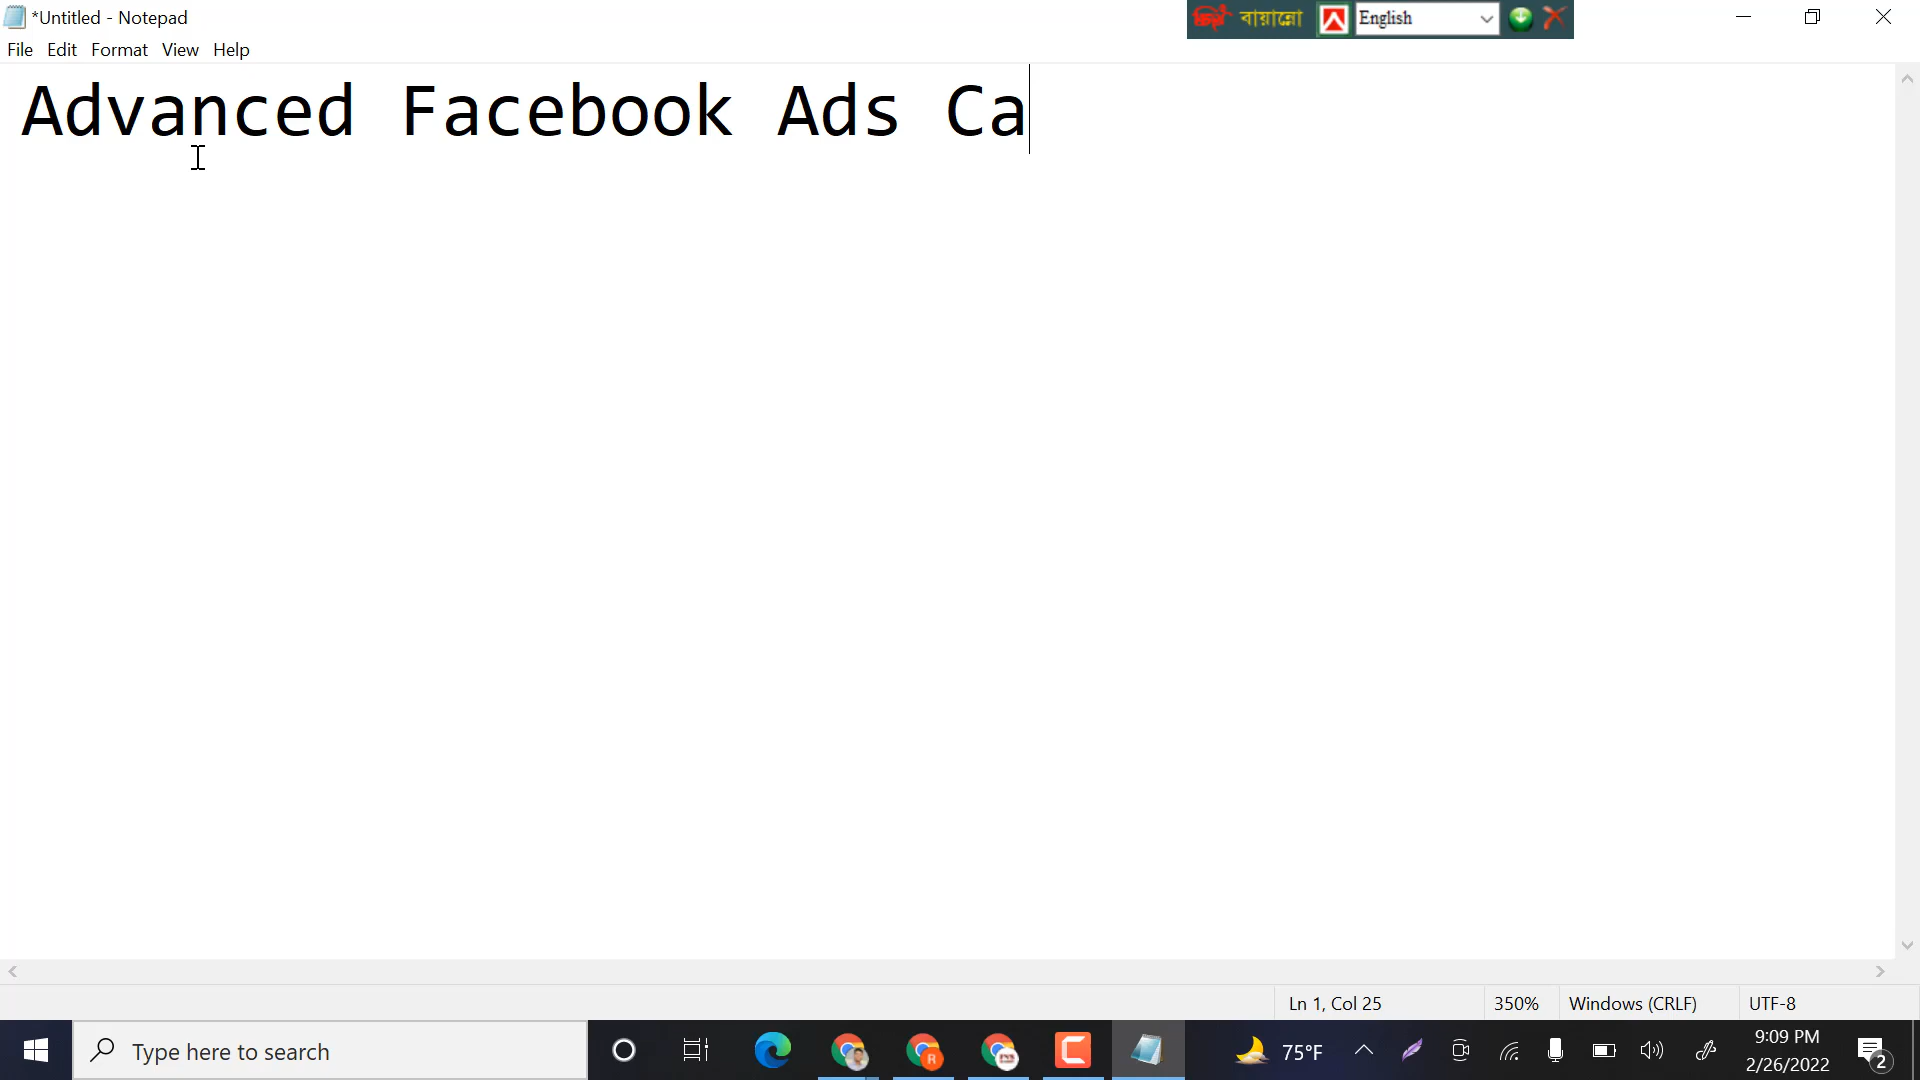 *Untitled - Notepad
বায়ান্নো
English
File Edit Format View Help
Advanced Facebook Ads Ca
Ln 1, Col 25
350%
Windows (CRLF)
UTF-8
Type here to search
R
75°F
9:09 PM
2/26/2022
2